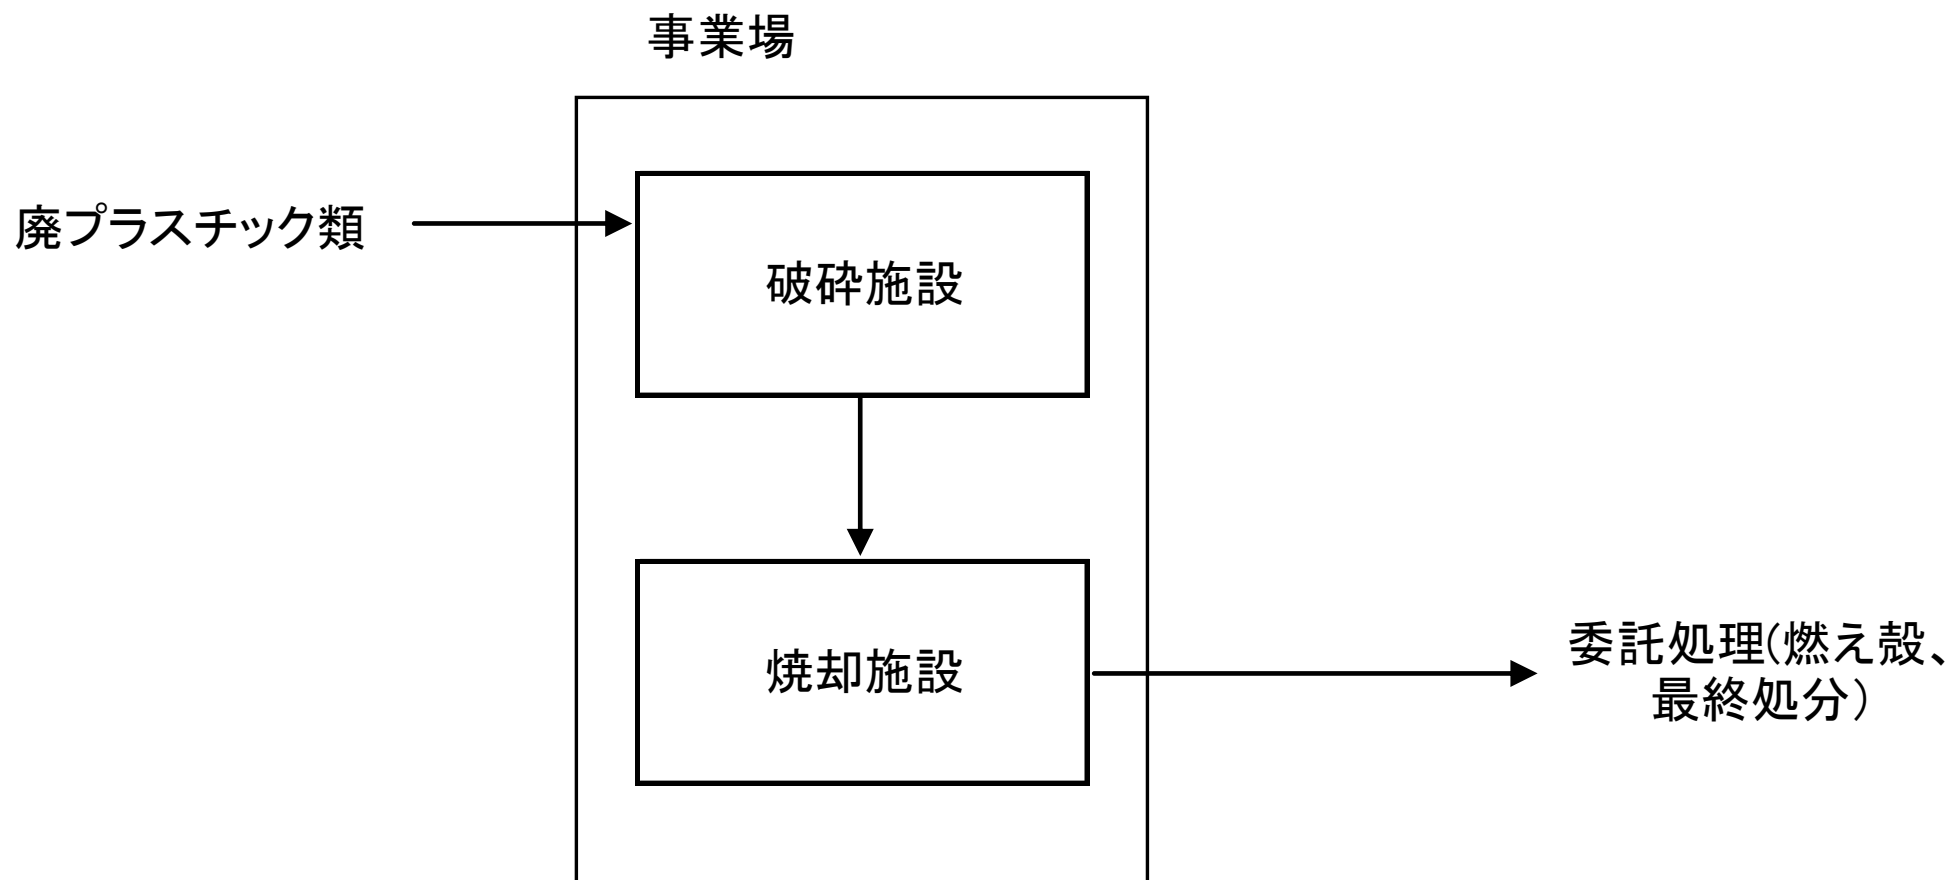 事業場
廃プラスチック類
破砕施設
焼却施設
委託処理(燃え殻、
最終処分)